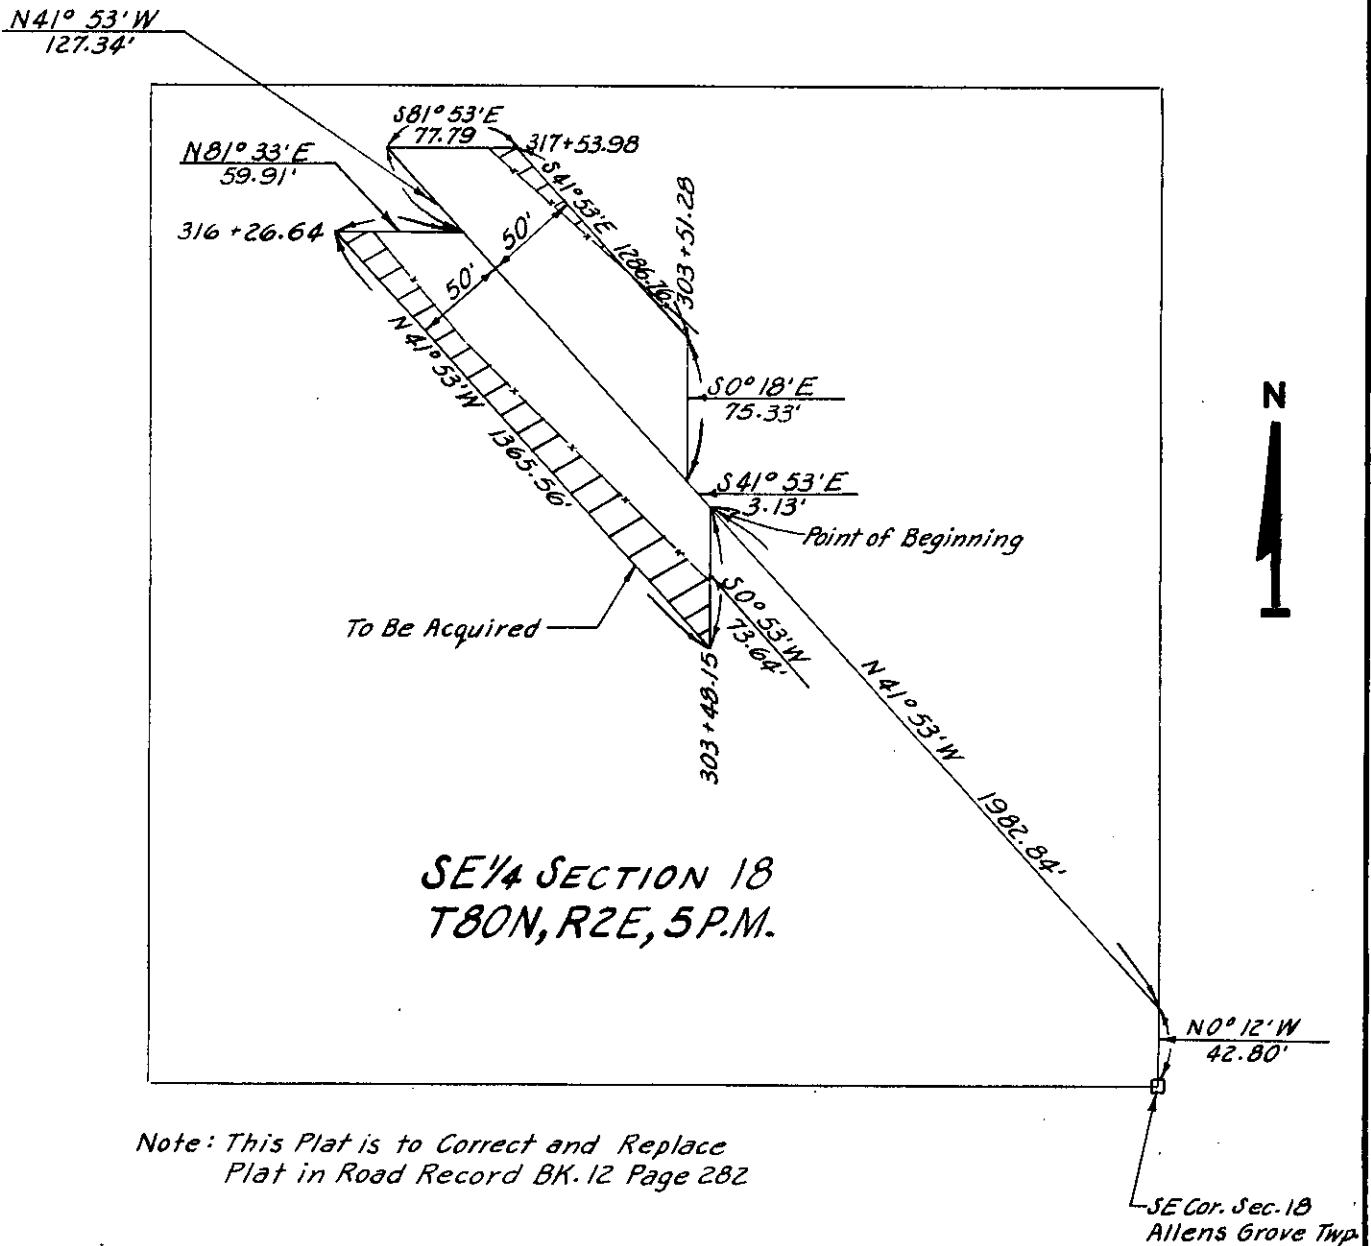 N41° 53' W
127.34'
S81° 53' E
77.79
317+53.98
N81° 33' E
59.91'
S41° 53' E 1286.76
303+51.28
316+26.64
50'
50'
N41° 53' W 1365.56'
S0° 18' E
75.33'
S41° 53' E
3.13'
Point of Beginning
To Be Acquired
S0° 53' W
73.64'
303+48.15
N41° 53' W 1982.84'
N
SE 1/4 SECTION 18
T80N, R2E, 5 P.M.
N0° 12' W
42.80'
Note: This Plat is to Correct and Replace
Plat in Road Record BK. 12 Page 282
SE Cor. Sec. 18
Allens Grove Twp.